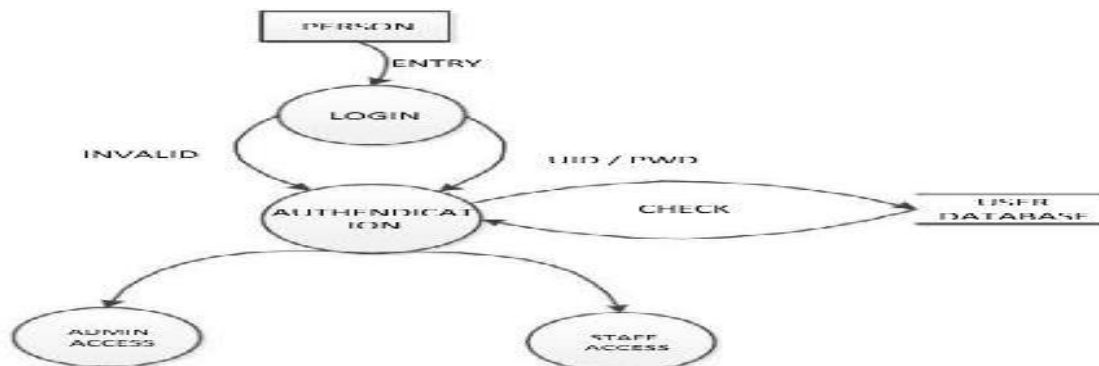 PERSON
ENTRY
LOGIN
INVALID
UID / PWD
AUTHENDICAT
ION
CHECK
USER
DATABASE
ADMIN
ACCESS
STAFF
ACCESS